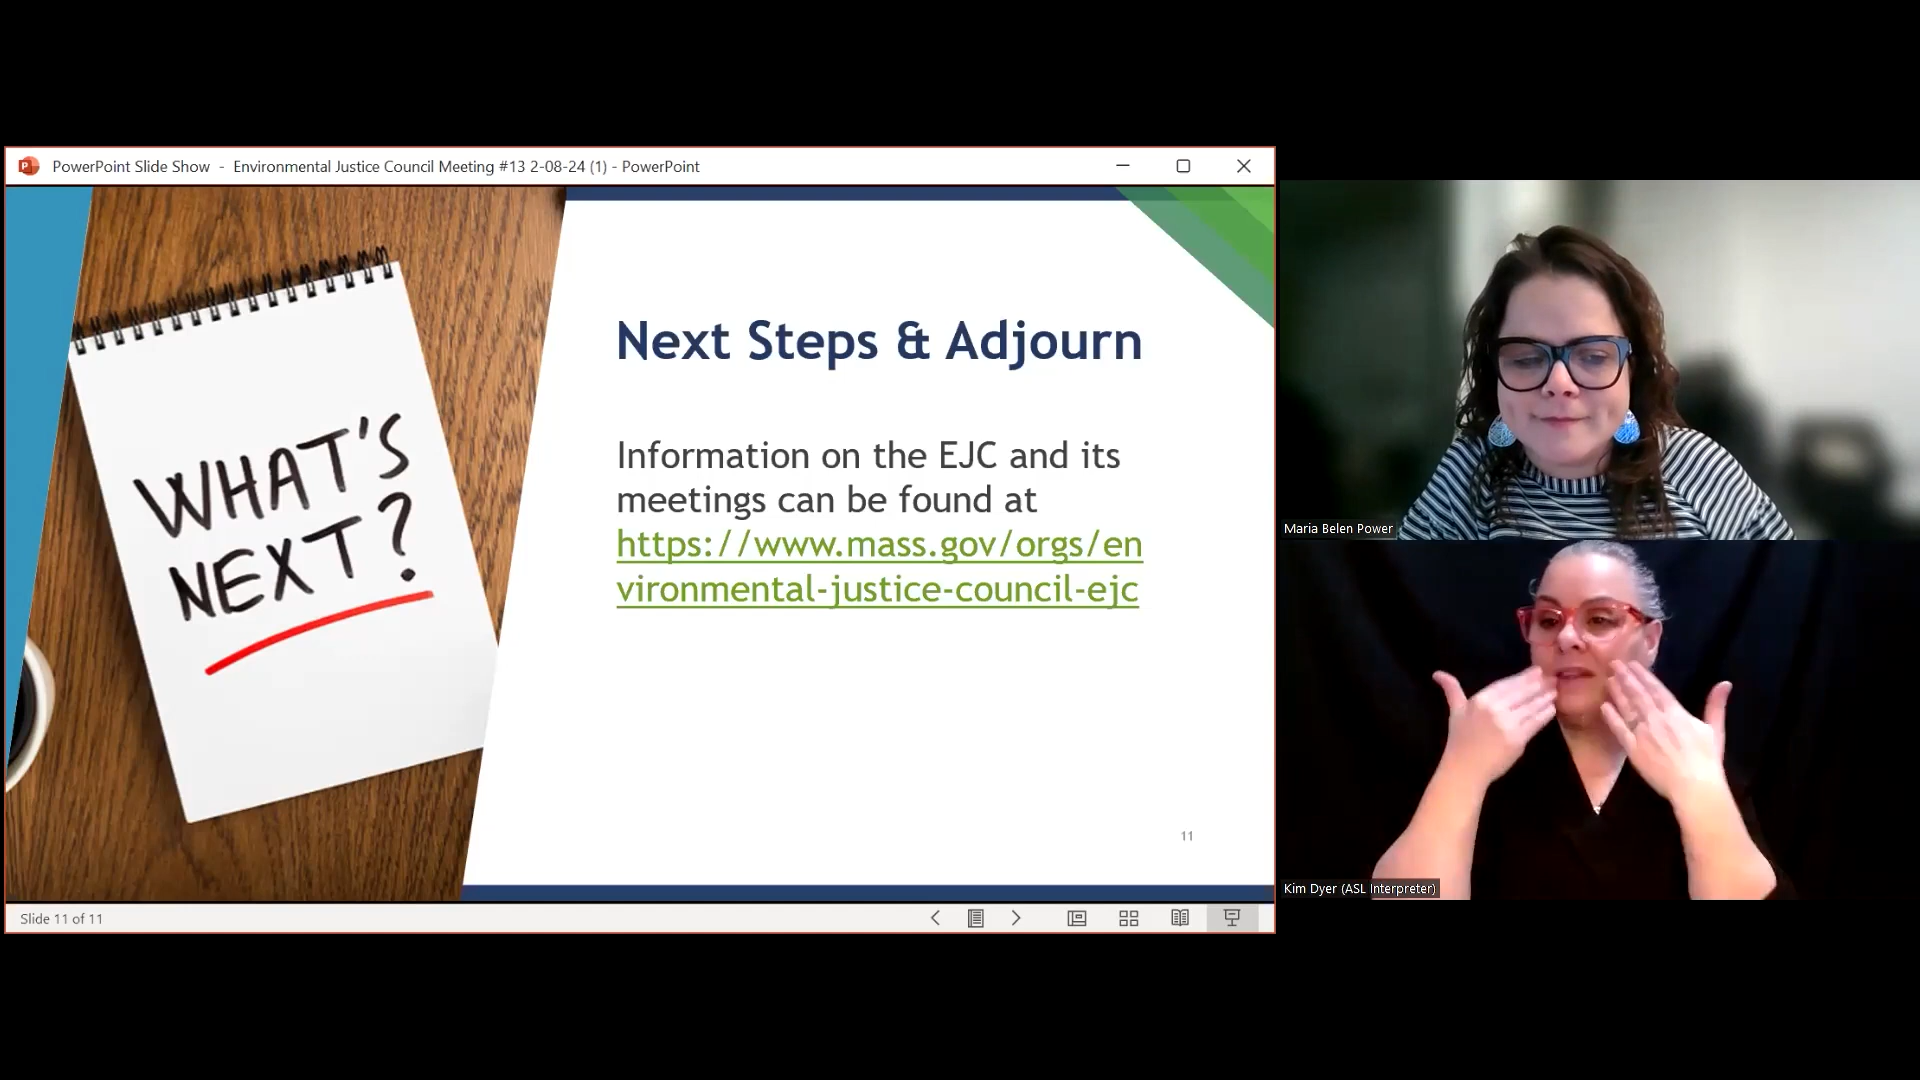 PowerPoint Slide Show - Environmental Justice Council Meeting #13 2-08-24 (1) - PowerPoint
WHAT'S
NEXT?
Next Steps & Adjourn
Information on the EJC and its
meetings can be found at
https://www.mass.gov/orgs/en
vironmental-justice-council-ejc
11
Slide 11 of 11
Maria Belen Power
Kim Dyer (ASL Interpreter)